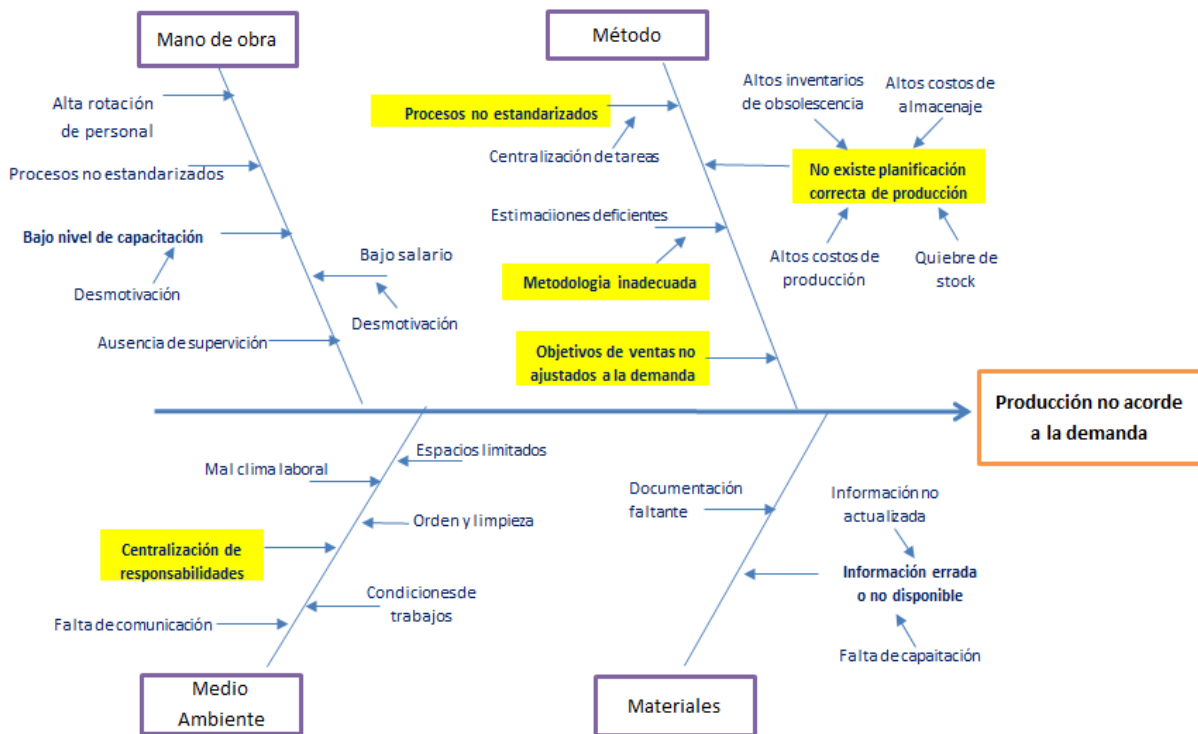 Mano de obra
Alta rotación
de personal
Procesos no estandarizados
Bajo nivel de capacitación
Desmotivación
Bajo salario
Desmotivación
Ausencia de supervición
Método
Procesos no estandarizados
Centralización de tareas
Altos inventarios
de obsolescencia
Altos costos de
almacenaje
No existe planificación
correcta de producción
Altos costos de
producción
Quiebre de
stock
Estimaciiones deficientes
Metodologia inadecuada
Objetivos de ventas no
ajustados a la demanda
Producción no acorde
a la demanda
Espacios limitados
Mal clima laboral
Orden y limpieza
Centralización de
responsabilidades
Condiciones de
trabajos
Falta de comunicación
Medio
Ambiente
Documentación
faltante
Información no
actualizada
Información errada
o no disponible
Falta de capaitación
Materiales